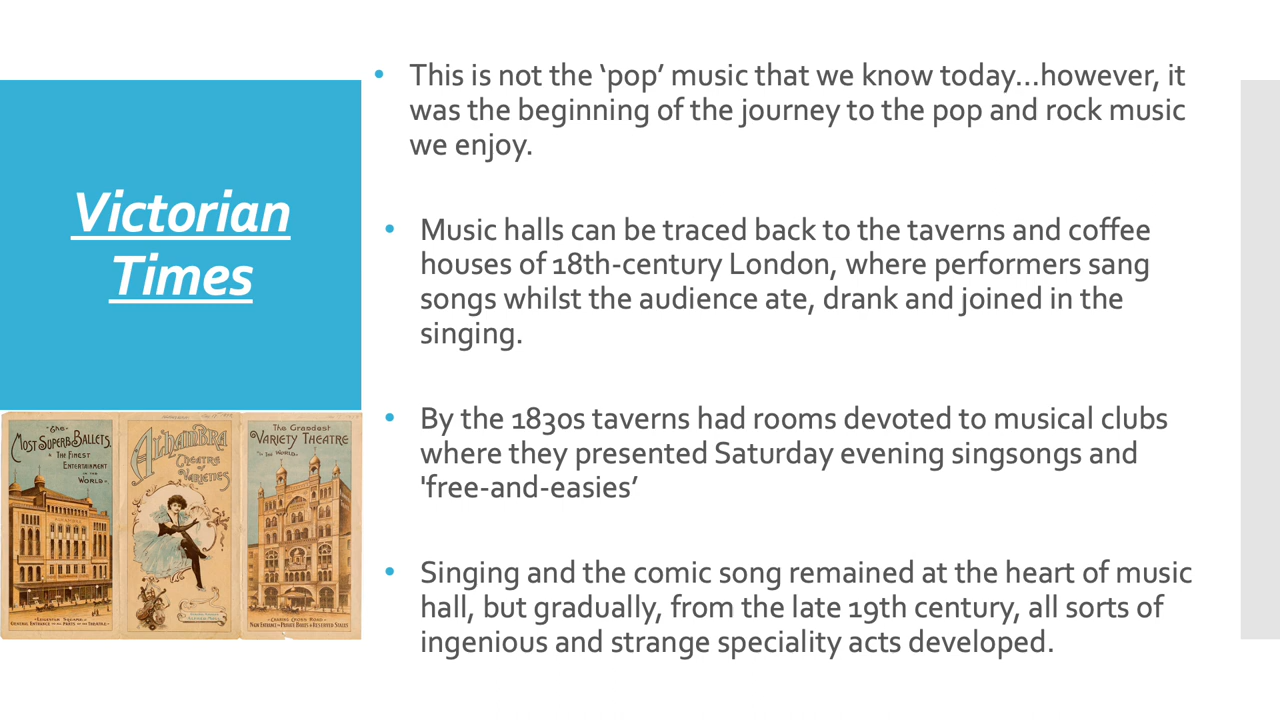 Victorian
Times
This is not the ‘pop’ music that we know today…however, it
was the beginning of the journey to the pop and rock music
we enjoy.
Music halls can be traced back to the taverns and coffee
houses of 18th-century London, where performers sang
songs whilst the audience ate, drank and joined in the
singing.
By the 1830s taverns had rooms devoted to musical clubs
where they presented Saturday evening singsongs and
'free-and-easies’
Singing and the comic song remained at the heart of music
hall, but gradually, from the late 19th century, all sorts of
ingenious and strange speciality acts developed.
The
Most Superb Ballets,
& The Finest
Entertainment
in the
World.
Alhambra
Theatre
of
Varieties
The Grandest
Variety Theatre
in the World.
Leicester Square
Charing Cross Road